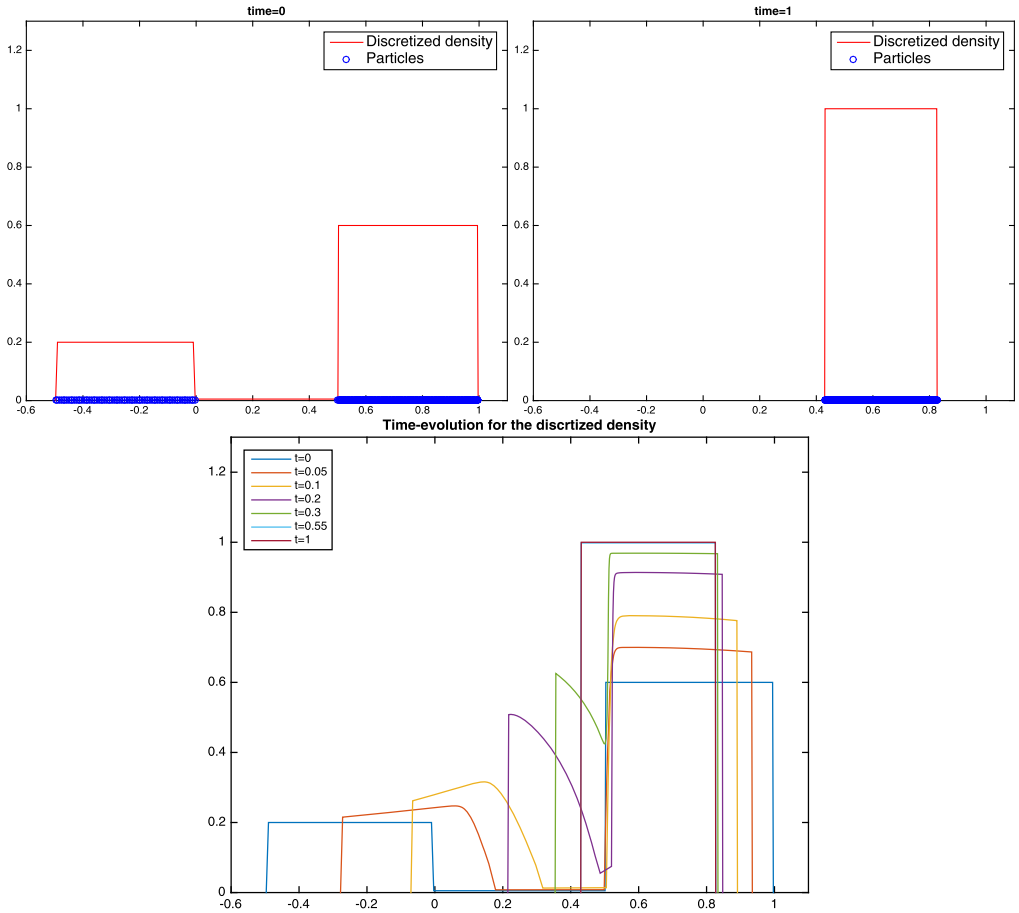 time=0
1.2
1
0.8
0.6
0.4
0.2
0
-0.6 -0.4 -0.2 0 0.2 0.4 0.6 0.8 1
Discretized density
Particles
time=1
1.2
1
0.8
0.6
0.4
0.2
0
-0.6 -0.4 -0.2 0 0.2 0.4 0.6 0.8 1
Discretized density
Particles
Time-evolution for the discrtized density
1.2
1
0.8
0.6
0.4
0.2
0
-0.6 -0.4 -0.2 0 0.2 0.4 0.6 0.8 1
t=0
t=0.05
t=0.1
t=0.2
t=0.3
t=0.55
t=1